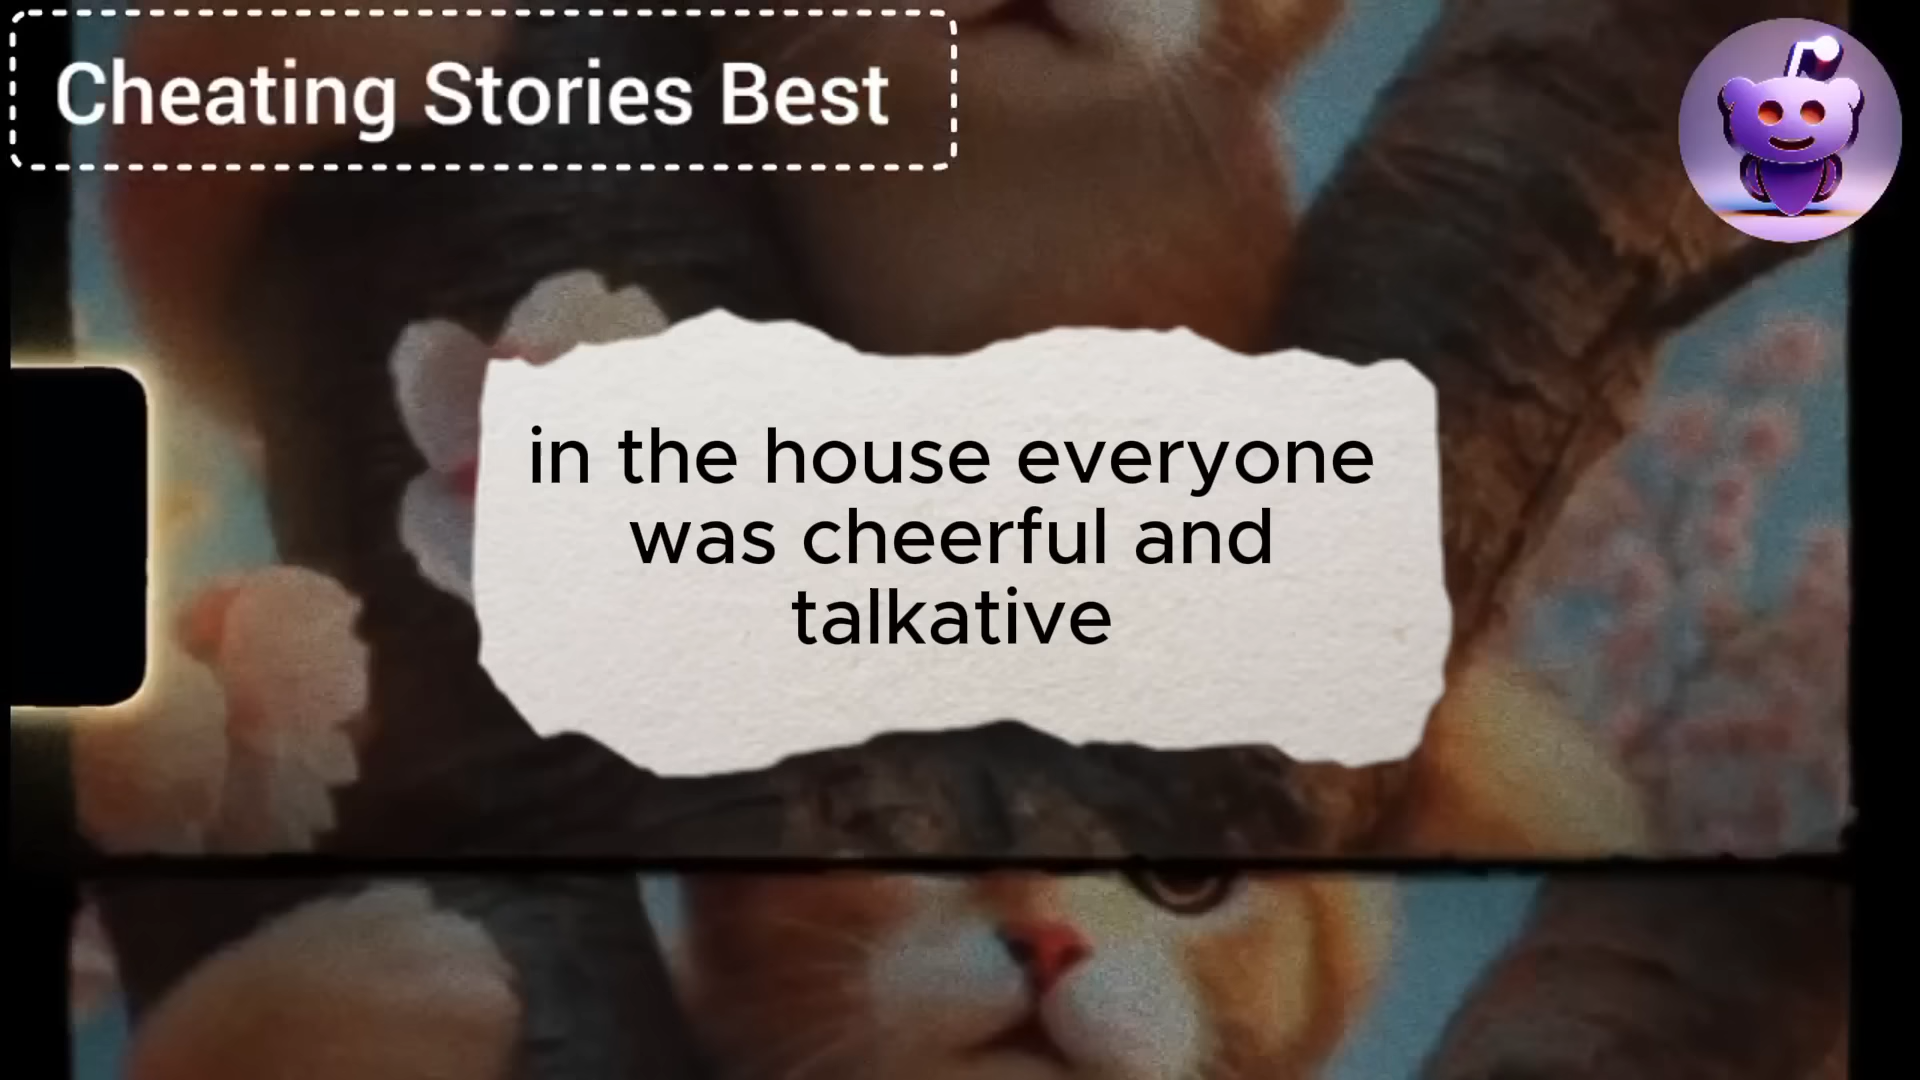 Cheating Stories Best
in the house everyone
was cheerful and
talkative